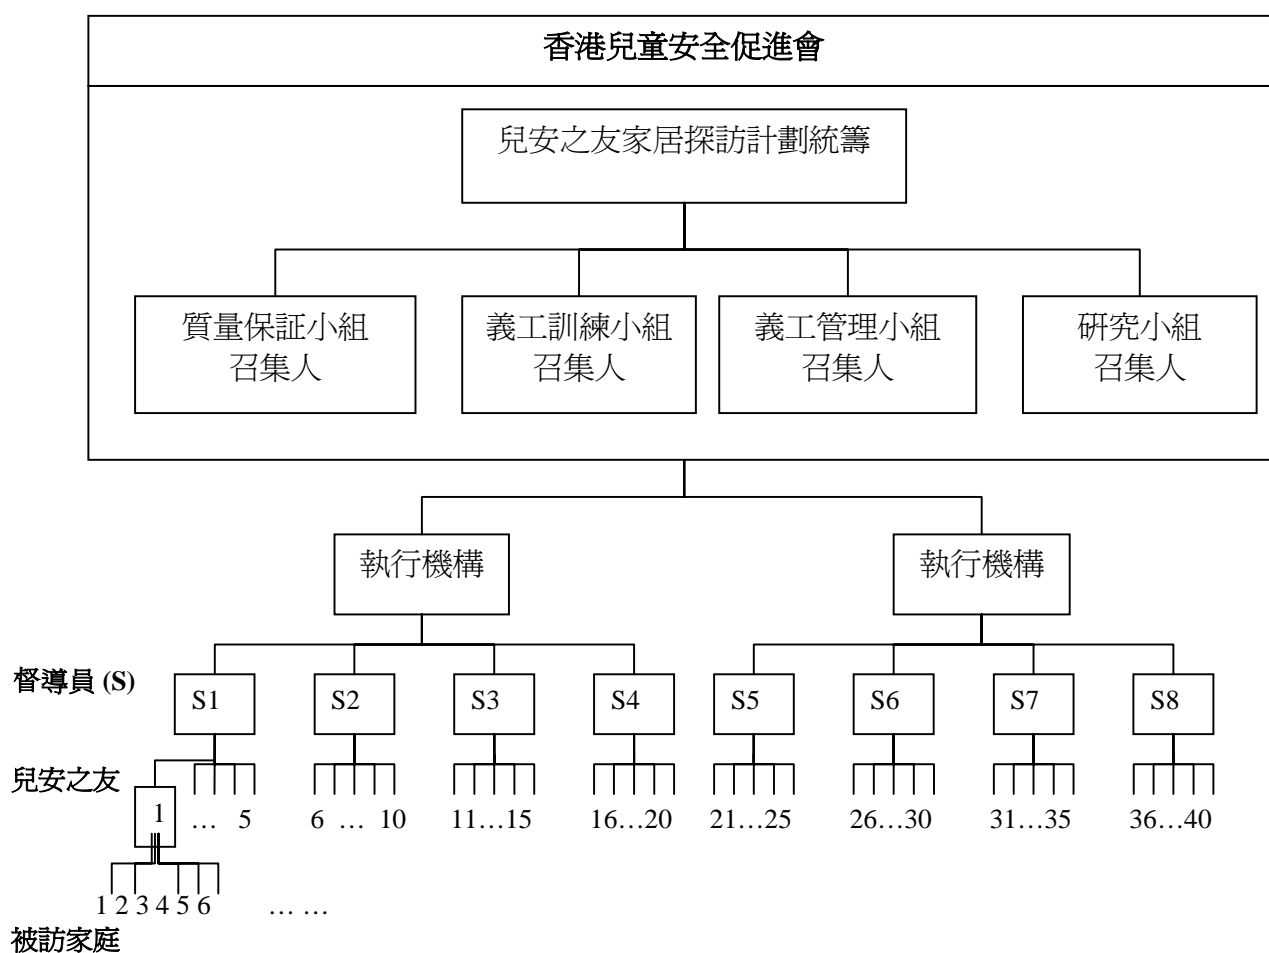 香港兒童安全促進會
兒安之友家居探訪計劃統籌
質量保証小組
召集人
義工訓練小組
召集人
義工管理小組
召集人
研究小組
召集人
執行機構
執行機構
督導員 (S)
S1
S2
S3
S4
S5
S6
S7
S8
兒安之友
1
… 5
6 … 10
11…15
16…20
21…25
26…30
31…35
36…40
1 2 3 4 5 6
… …
被訪家庭